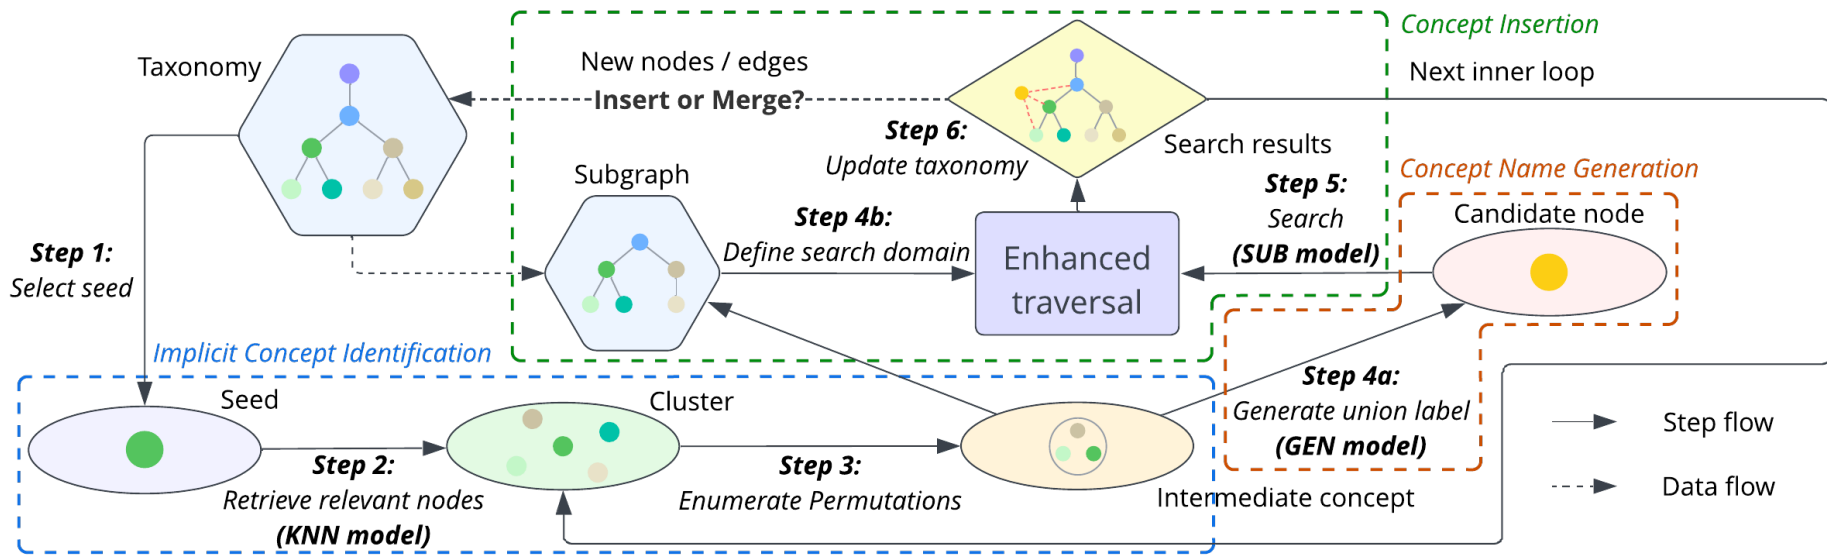 Concept Insertion
Taxonomy
New nodes / edges
Insert or Merge?
Next inner loop
Step 6:
Update taxonomy
Search results
Subgraph
Step 5:
Search
(SUB model)
Concept Name Generation
Candidate node
Step 4b:
Define search domain
Enhanced
traversal
Step 1:
Select seed
Implicit Concept Identification
Seed
Cluster
Step 4a:
Generate union label
(GEN model)
Step 2:
Retrieve relevant nodes
(KNN model)
Step 3:
Enumerate Permutations
Intermediate concept
Step flow
Data flow